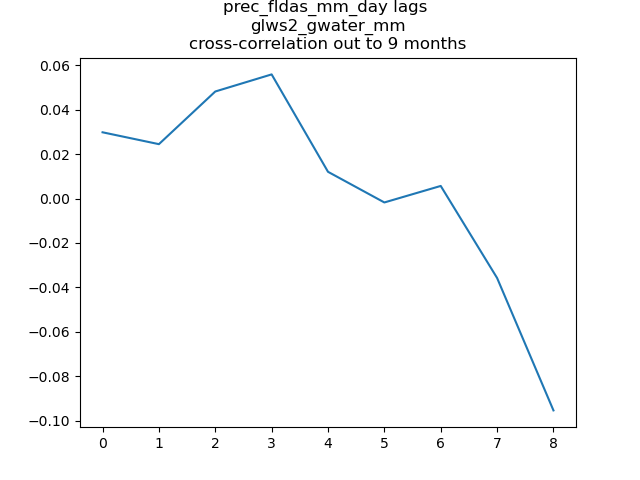 prec_fldas_mm_day lags
glws2_gwater_mm
cross-correlation out to 9 months
0.06
0.04
0.02
0.00
−0.02
−0.04
−0.06
−0.08
−0.10
0 1 2 3 4 5 6 7 8